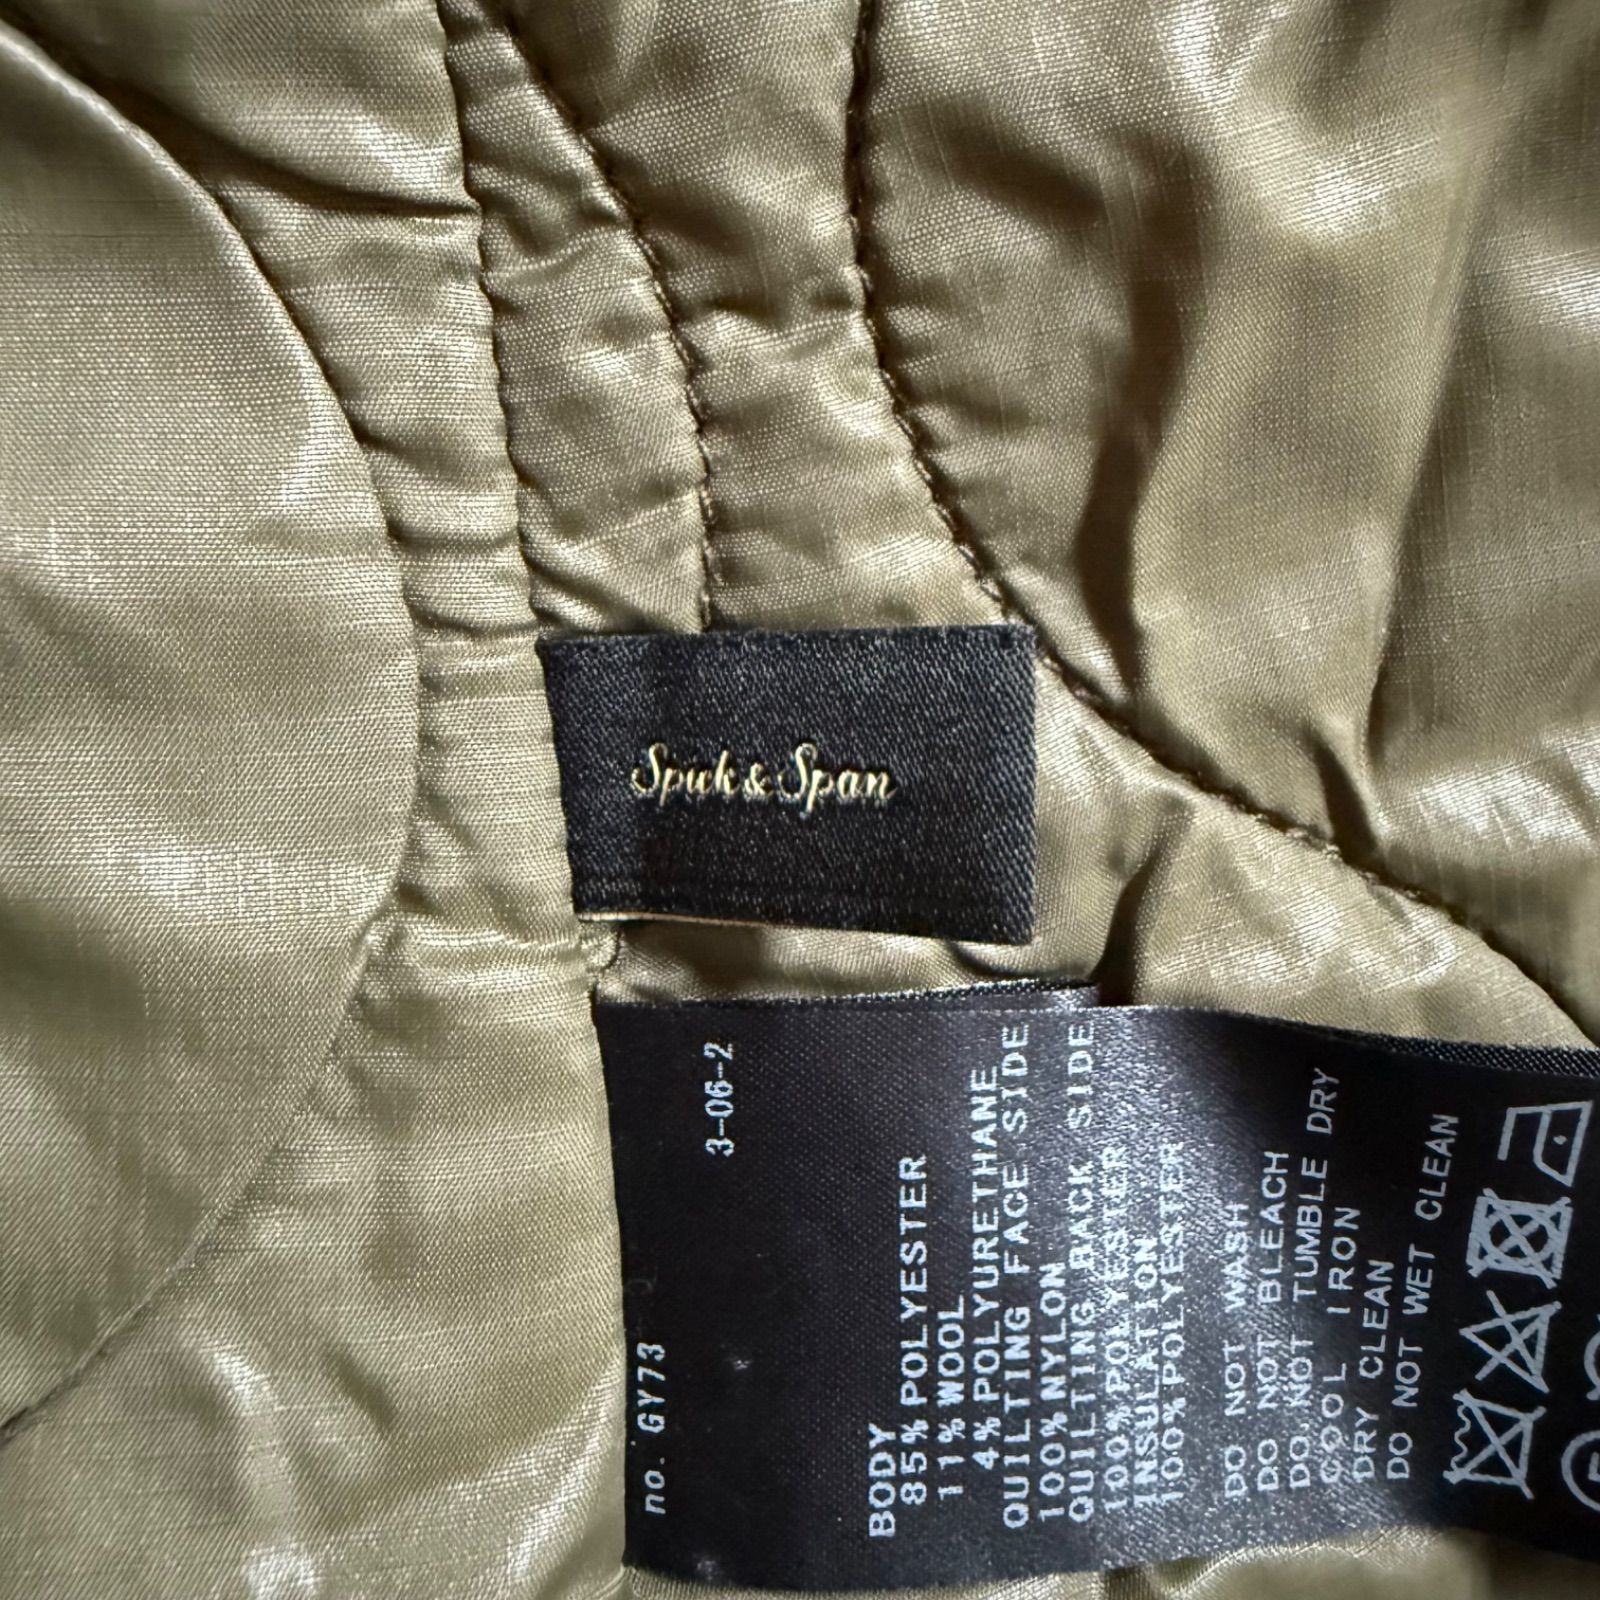 Spick & Span
3-06-2
no. GY73
BODY
85% POLYESTER
11% WOOL
4% POLYURETHANE
QUILTING FACE SIDE
100% NYLON
QUILTING BACK SIDE
100% POLYESTER
INSULATION
100% POLYESTER
DO NOT WASH
DO NOT BLEACH
DO NOT TUMBLE DRY
COOL IRON
DRY CLEAN
DO NOT WET CLEAN